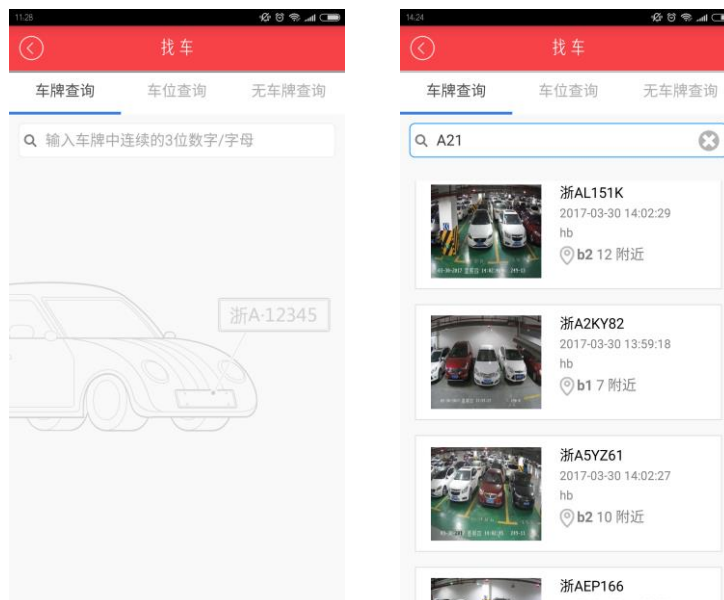 11:28
找车
车牌查询 车位查询 无车牌查询
输入车牌中连续的3位数字/字母
浙A·12345
14:24
找车
车牌查询 车位查询 无车牌查询
A21
浙AL151K
2017-03-30 14:02:29
hb
b2 12 附近
浙A2KY82
2017-03-30 13:59:18
hb
b1 7 附近
浙A5YZ61
2017-03-30 14:02:27
hb
b2 10 附近
浙AEP166